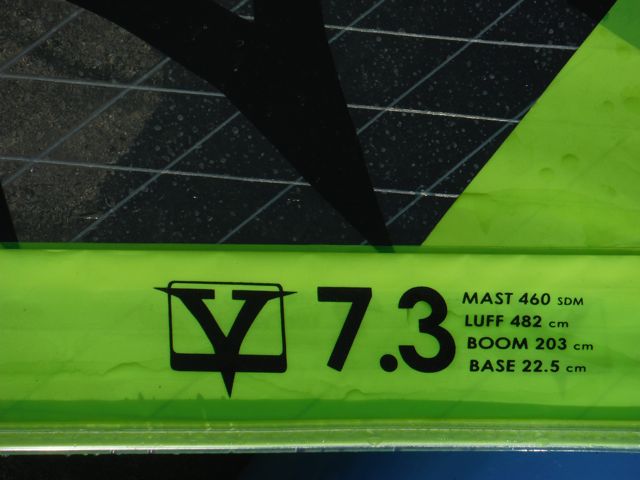 V 7.3
MAST 460 SDM
LUFF 482 cm
BOOM 203 cm
BASE 22.5 cm